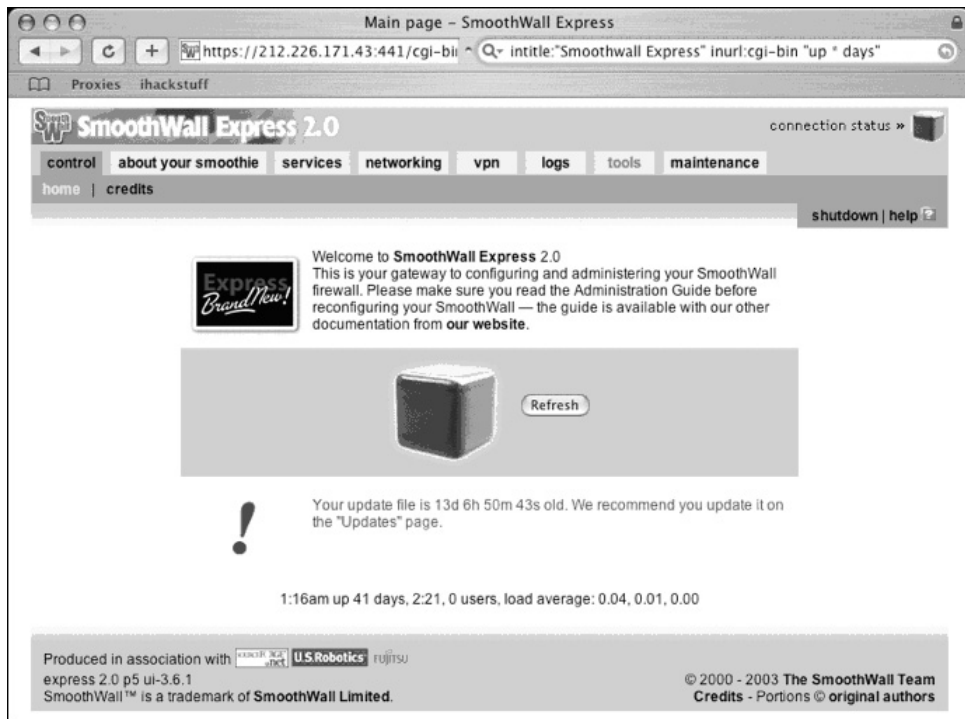 Main page – SmoothWall Express
https://212.226.171.43:441/cgi-bin
intitle:"Smoothwall Express" inurl:cgi-bin "up * days"
Proxies ihackstuff
SmoothWall Express 2.0
connection status »
control about your smoothie services networking vpn logs tools maintenance
home | credits
shutdown | help ?
Express
Brand New!
Welcome to SmoothWall Express 2.0
This is your gateway to configuring and administering your SmoothWall
firewall. Please make sure you read the Administration Guide before
reconfiguring your SmoothWall — the guide is available with our other
documentation from our website.
Refresh
!
Your update file is 13d 6h 50m 43s old. We recommend you update it on
the "Updates" page.
1:16am up 41 days, 2:21, 0 users, load average: 0.04, 0.01, 0.00
Produced in association with U.S.Robotics FUJITSU
express 2.0 p5 ui-3.6.1
SmoothWall™ is a trademark of SmoothWall Limited.
© 2000 - 2003 The SmoothWall Team
Credits - Portions © original authors